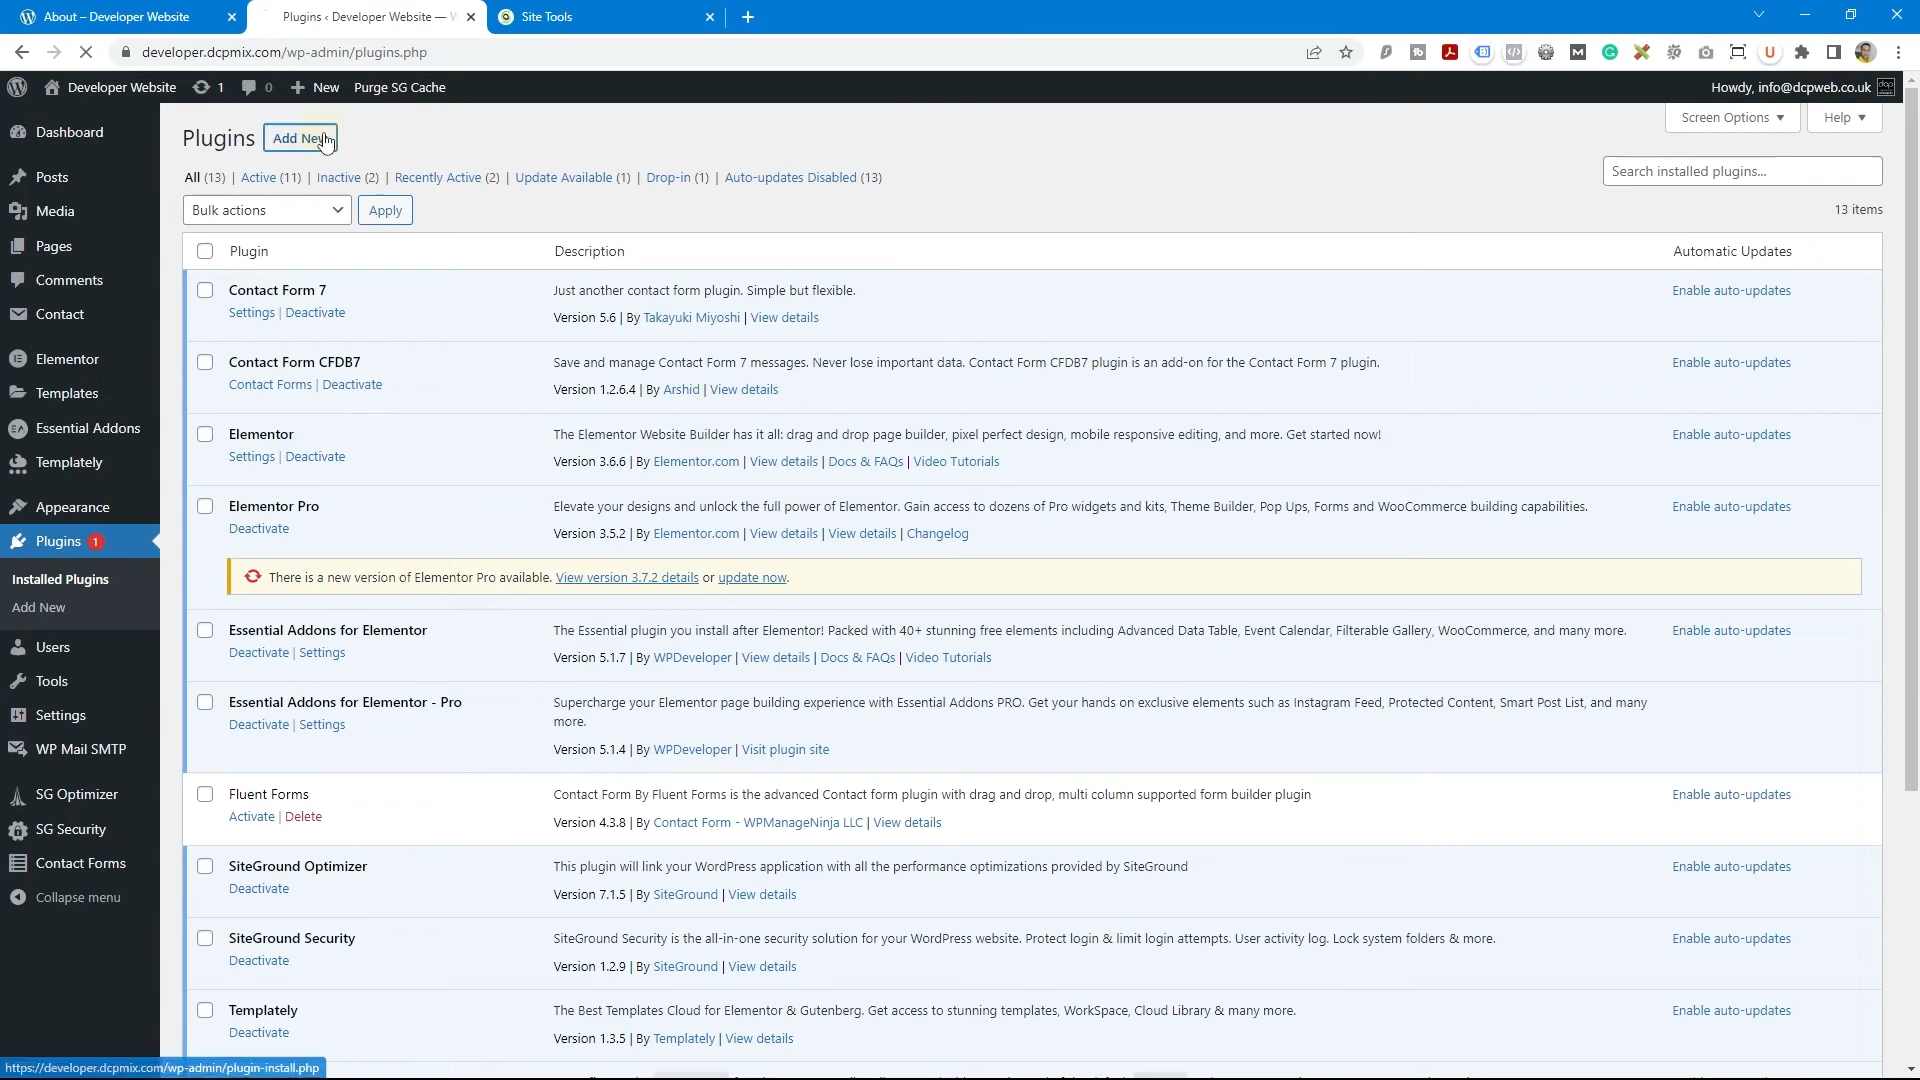 About – Developer Website
Plugins ‹ Developer Website —
Site Tools
developer.dcpmix.com/wp-admin/plugins.php
Developer Website
1
0
New
Purge SG Cache
Howdy, info@dcpweb.co.uk
Dashboard
Posts
Media
Pages
Comments
Contact
Elementor
Templates
Essential Addons
Templately
Appearance
Plugins 1
Installed Plugins
Add New
Users
Tools
Settings
WP Mail SMTP
SG Optimizer
SG Security
Contact Forms
Collapse menu
Screen Options
Help
Plugins
Add New
All (13) | Active (11) | Inactive (2) | Recently Active (2) | Update Available (1) | Drop-in (1) | Auto-updates Disabled (13)
Search installed plugins...
Bulk actions
Apply
13 items
Plugin
Description
Automatic Updates
Contact Form 7
Settings | Deactivate
Just another contact form plugin. Simple but flexible.
Version 5.6 | By Takayuki Miyoshi | View details
Enable auto-updates
Contact Form CFDB7
Contact Forms | Deactivate
Save and manage Contact Form 7 messages. Never lose important data. Contact Form CFDB7 plugin is an add-on for the Contact Form 7 plugin.
Version 1.2.6.4 | By Arshid | View details
Enable auto-updates
Elementor
Settings | Deactivate
The Elementor Website Builder has it all: drag and drop page builder, pixel perfect design, mobile responsive editing, and more. Get started now!
Version 3.6.6 | By Elementor.com | View details | Docs & FAQs | Video Tutorials
Enable auto-updates
Elementor Pro
Deactivate
Elevate your designs and unlock the full power of Elementor. Gain access to dozens of Pro widgets and kits, Theme Builder, Pop Ups, Forms and WooCommerce building capabilities.
Version 3.5.2 | By Elementor.com | View details | View details | Changelog
Enable auto-updates
There is a new version of Elementor Pro available. View version 3.7.2 details or update now.
Essential Addons for Elementor
Deactivate | Settings
The Essential plugin you install after Elementor! Packed with 40+ stunning free elements including Advanced Data Table, Event Calendar, Filterable Gallery, WooCommerce, and many more.
Version 5.1.7 | By WPDeveloper | View details | Docs & FAQs | Video Tutorials
Enable auto-updates
Essential Addons for Elementor - Pro
Deactivate | Settings
Supercharge your Elementor page building experience with Essential Addons PRO. Get your hands on exclusive elements such as Instagram Feed, Protected Content, Smart Post List, and many
more.
Version 5.1.4 | By WPDeveloper | Visit plugin site
Fluent Forms
Activate | Delete
Contact Form By Fluent Forms is the advanced Contact form plugin with drag and drop, multi column supported form builder plugin
Version 4.3.8 | By Contact Form - WPManageNinja LLC | View details
Enable auto-updates
SiteGround Optimizer
Deactivate
This plugin will link your WordPress application with all the performance optimizations provided by SiteGround
Version 7.1.5 | By SiteGround | View details
Enable auto-updates
SiteGround Security
Deactivate
SiteGround Security is the all-in-one security solution for your WordPress website. Protect login & limit login attempts. User activity log. Lock system folders & more.
Version 1.2.9 | By SiteGround | View details
Enable auto-updates
Templately
Deactivate
The Best Templates Cloud for Elementor & Gutenberg. Get access to stunning templates, WorkSpace, Cloud Library & many more.
Version 1.3.5 | By Templately | View details
Enable auto-updates
https://developer.dcpmix.com/wp-admin/plugin-install.php